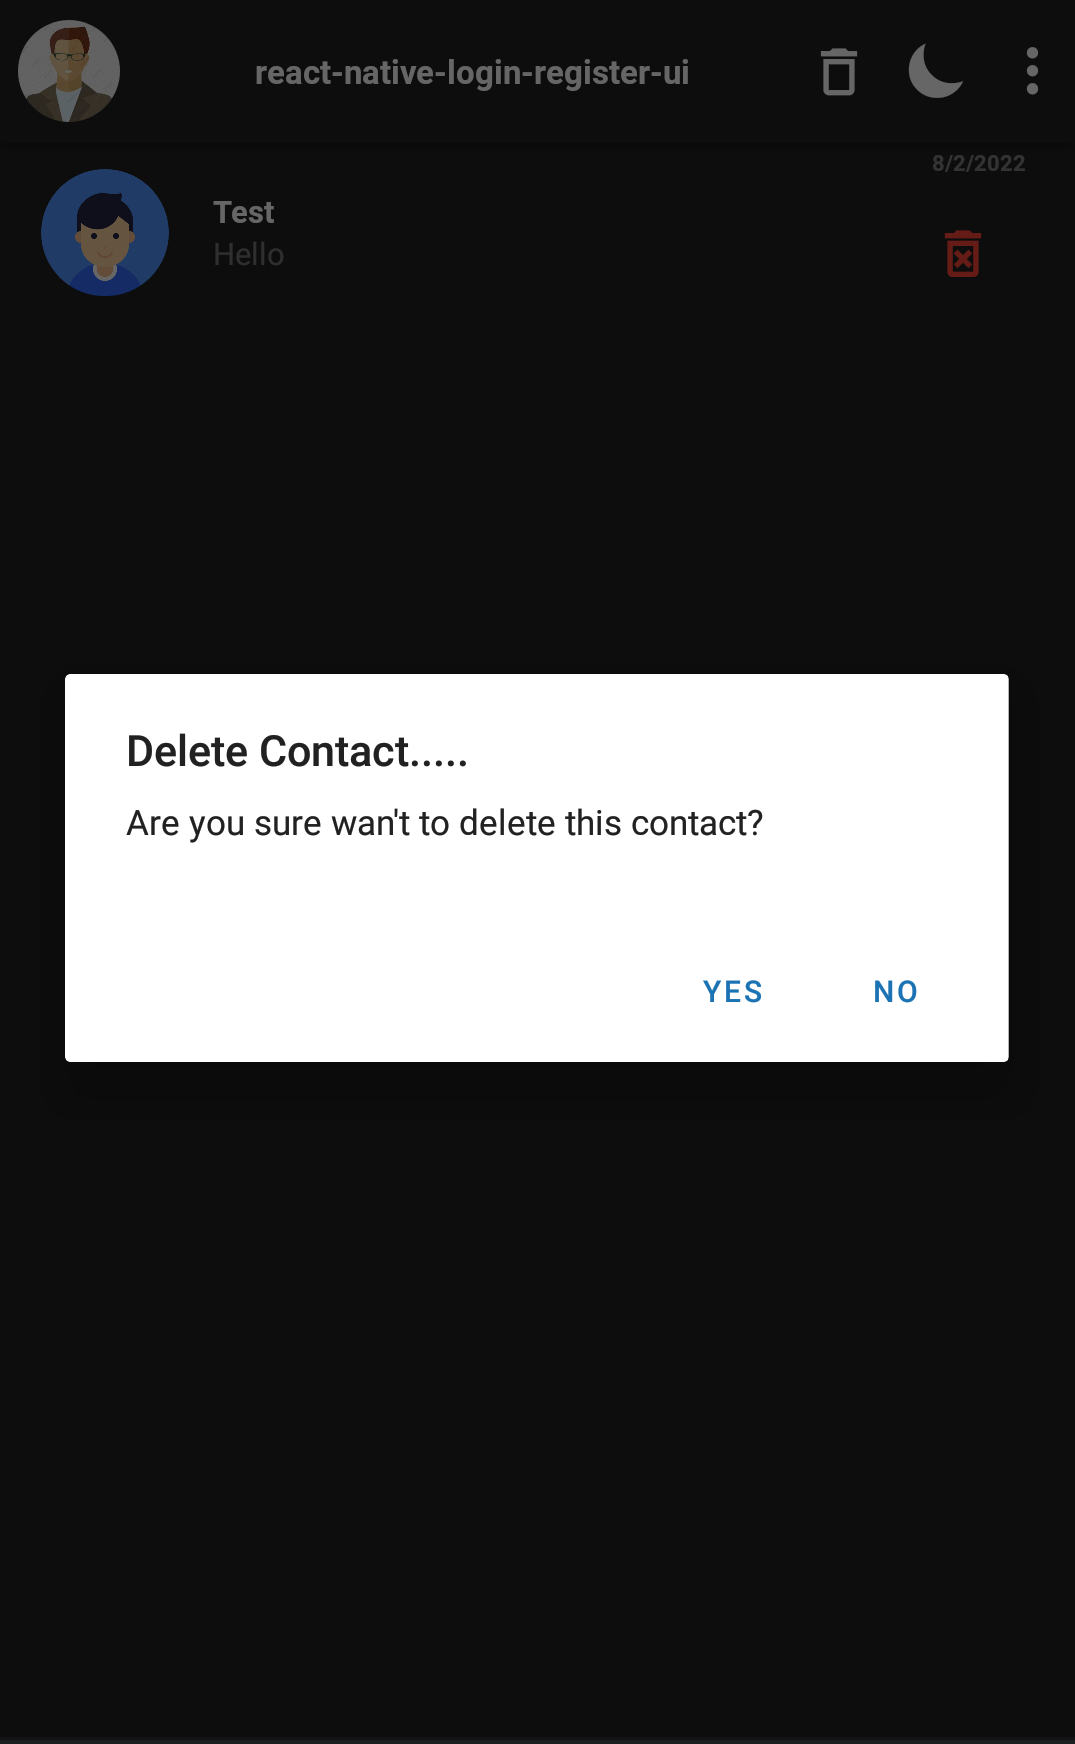 react-native-login-register-ui
8/2/2022
Test
Hello
Delete Contact.....
Are you sure wan't to delete this contact?
YES NO